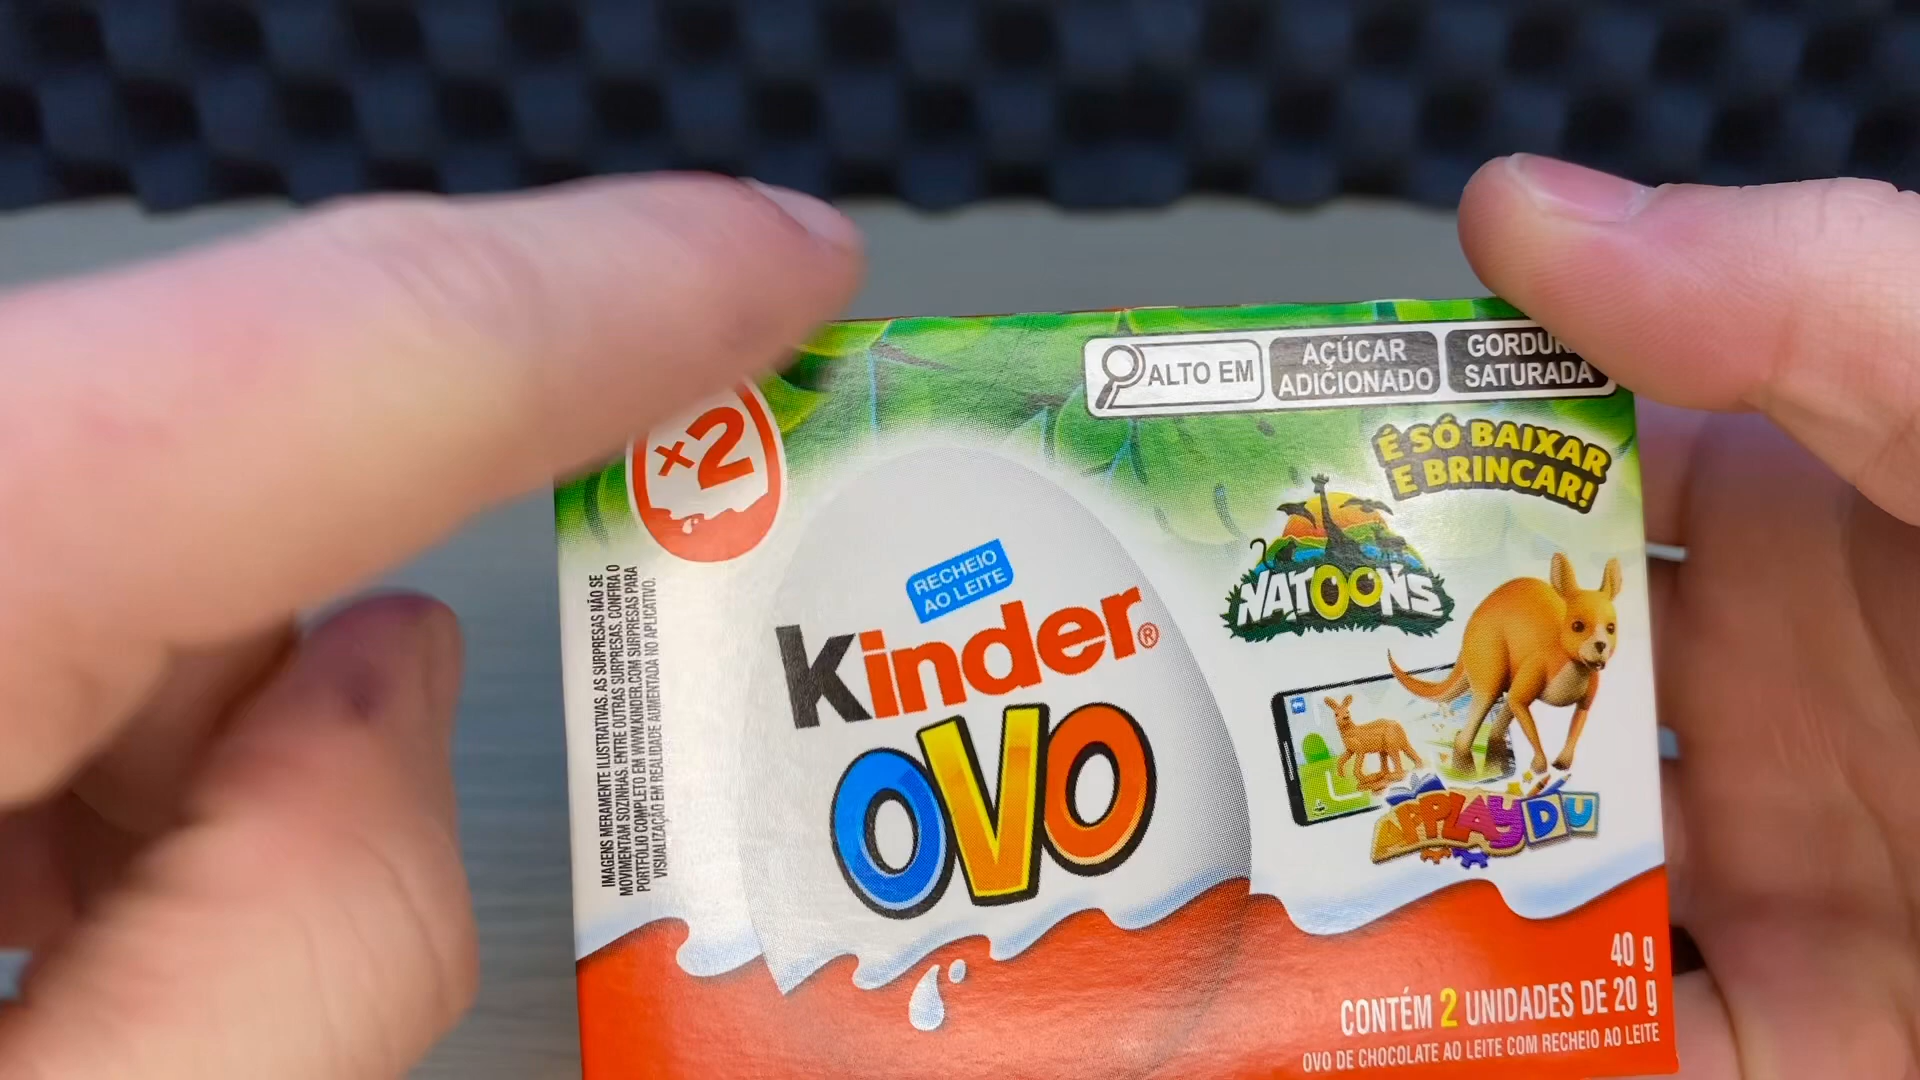 ALTO EM
AÇÚCAR
ADICIONADO
SATURADA
É SÓ BAIXAR
E BRINCAR!
×2
NATOONS
RECHEIO
AO LEITE
kinder®
OVO
APPLAYDU
IMAGENS MERAMENTE ILUSTRATIVAS. AS SURPRESAS NÃO SE
MOVIMENTAM SOZINHAS. ENTRE OUTRAS SURPRESAS. CONFIRA O
PORTFOLIO COMPLETO EM WWW.KINDER.COM SURPRESAS PARA
VISUALIZAÇÃO EM REALIDADE AUMENTADA NO APLICATIVO.
40 g
CONTÉM 2 UNIDADES DE 20 g
OVO DE CHOCOLATE AO LEITE COM RECHEIO AO LEITE